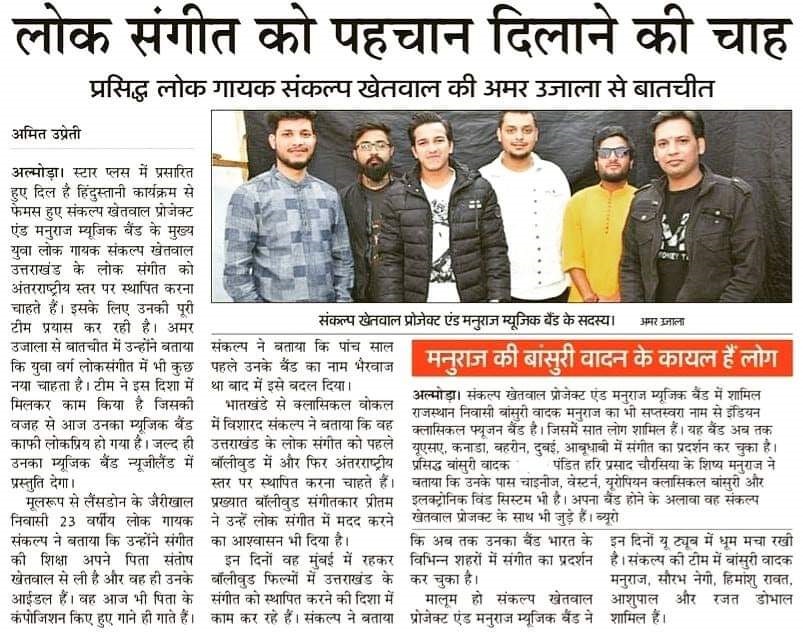 लोक संगीत को पहचान दिलाने की चाह
प्रसिद्ध लोक गायक संकल्प खेतवाल की अमर उजाला से बातचीत
अमित उप्रेती
अल्मोड़ा। स्टार प्लस में प्रसारित
हुए दिल है हिंदुस्तानी कार्यक्रम से
फेमस हुए संकल्प खेतवाल प्रोजेक्ट
एंड मनुराज म्यूजिक बैंड के मुख्य
युवा लोक गायक संकल्प खेतवाल
उत्तराखंड के लोक संगीत को
अंतरराष्ट्रीय स्तर पर स्थापित करना
चाहते हैं। इसके लिए उनकी पूरी
टीम प्रयास कर रही है। अमर
उजाला से बातचीत में उन्होंने बताया
कि युवा वर्ग लोकसंगीत में भी कुछ
नया चाहता है। टीम ने इस दिशा में
मिलकर काम किया है जिसकी
वजह से आज उनका म्यूजिक बैंड
काफी लोकप्रिय हो गया है। जल्द ही
उनका म्यूजिक बैंड न्यूजीलैंड में
प्रस्तुति देगा।
मूलरूप से लैंसडोन के जैरीखाल
निवासी 23 वर्षीय लोक गायक
संकल्प ने बताया कि उन्होंने संगीत
की शिक्षा अपने पिता संतोष
खेतवाल से ली है और वह ही उनके
आईडल हैं। वह आज भी पिता के
कंपोजिशन किए हुए गाने ही गाते हैं।
संकल्प खेतवाल प्रोजेक्ट एंड मनुराज म्यूजिक बैंड के सदस्य। अमर उजाला
संकल्प ने बताया कि पांच साल
पहले उनके बैंड का नाम भैरवाज
था बाद में इसे बदल दिया।
भातखंडे से क्लासिकल वोकल
में विशारद संकल्प ने बताया कि वह
उत्तराखंड के लोक संगीत को पहले
बॉलीवुड में और फिर अंतरराष्ट्रीय
स्तर पर स्थापित करना चाहते हैं।
प्रख्यात बॉलीवुड संगीतकार प्रीतम
ने उन्हें लोक संगीत में मदद करने
का आश्वासन भी दिया है।
इन दिनों वह मुंबई में रहकर
बॉलीवुड फिल्मों में उत्तराखंड के
संगीत को स्थापित करने की दिशा में
काम कर रहे हैं। संकल्प ने बताया
मनुराज की बांसुरी वादन के कायल हैं लोग
अल्मोड़ा। संकल्प खेतवाल प्रोजेक्ट एंड मनुराज म्यूजिक बैंड में शामिल
राजस्थान निवासी बांसुरी वादक मनुराज का भी सप्तस्वरा नाम से इंडियन
क्लासिकल फ्यूजन बैंड है। जिसमें सात लोग शामिल हैं। यह बैंड अब तक
यूएसए, कनाडा, बहरीन, दुबई, आबूधाबी में संगीत का प्रदर्शन कर चुका है।
प्रसिद्ध बांसुरी वादक पंडित हरि प्रसाद चौरसिया के शिष्य मनुराज ने
बताया कि उनके पास चाइनीज, वेस्टर्न, यूरोपियन क्लासिकल बांसुरी और
इलक्ट्रोनिक विंड सिस्टम भी है। अपना बैंड होने के अलावा वह संकल्प
खेतवाल प्रोजक्ट के साथ भी जुड़े हैं। ब्यूरो
कि अब तक उनका बैंड भारत के
विभिन्न शहरों में संगीत का प्रदर्शन
कर चुका है।
मालूम हो संकल्प खेतवाल
प्रोजेक्ट एंड मनुराज म्यूजिक बैंड ने
इन दिनों यू ट्यूब में धूम मचा रखी
है। संकल्प की टीम में बांसुरी वादक
मनुराज, सौरभ नेगी, हिमांशु रावत,
आशुपाल और रजत डोभाल
शामिल हैं।